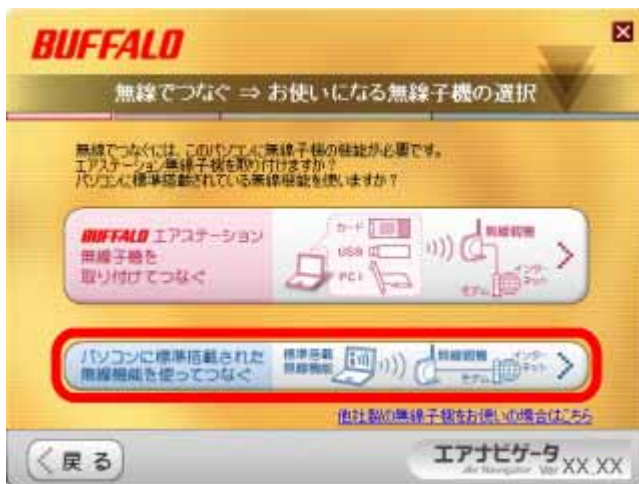 BUFFALO
無線でつなぐ ⇒ お使いになる無線子機の選択
無線でつなぐには、このパソコンに無線子機の機能が必要です。
エアステーション無線子機を取り付けますか？
パソコンに標準搭載されている無線機能を使いますか？
BUFFALO エアステーション
無線子機を
取り付けてつなぐ
カード
USB
PCI
無線親機
モデム
インターネット
パソコンに標準搭載された
無線機能を使ってつなぐ
標準搭載
無線機能
無線親機
モデム
インターネット
他社製の無線子機をお使いの場合はこちら
戻る
エアナビゲータ
Air Navigator Ver XX.XX